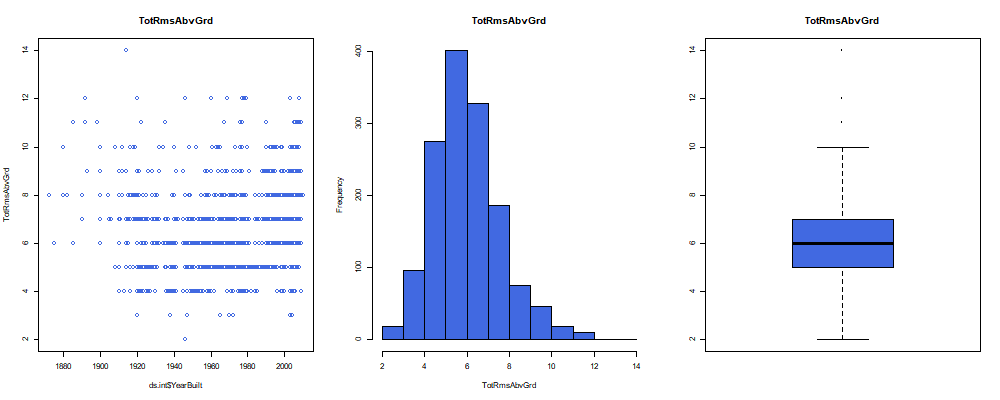 TotRmsAbvGrd
14
12
10
8
6
4
2
TotRmsAbvGrd
1880 1900 1920 1940 1960 1980 2000
ds.int$YearBuilt
TotRmsAbvGrd
400
300
200
100
0
Frequency
2 4 6 8 10 12 14
TotRmsAbvGrd
TotRmsAbvGrd
14
12
10
8
6
4
2